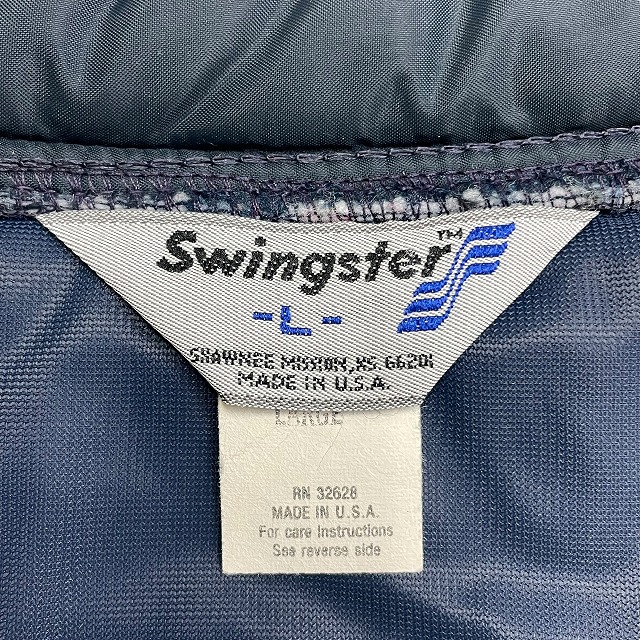 Swingster™
-L-
SHAWNEE MISSION, KS. 66201
MADE IN U.S.A.
LARGE
RN 32628
MADE IN U.S.A.
For care Instructions
See reverse side